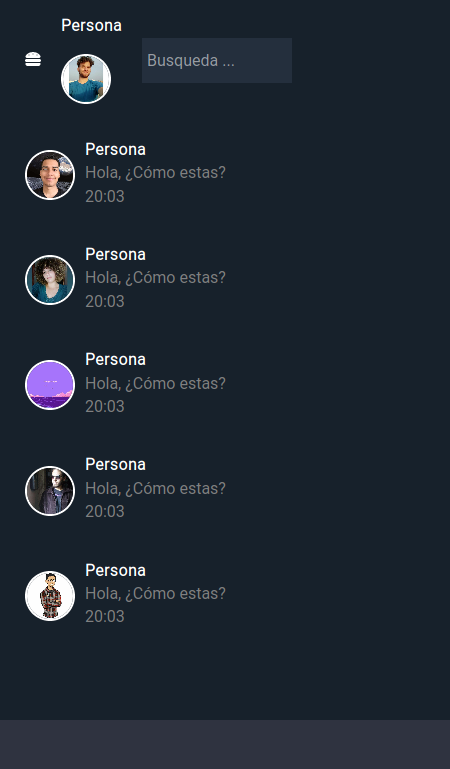 Persona
Busqueda ...
Persona
Hola, ¿Cómo estas?
20:03
Persona
Hola, ¿Cómo estas?
20:03
Persona
Hola, ¿Cómo estas?
20:03
Persona
Hola, ¿Cómo estas?
20:03
Persona
Hola, ¿Cómo estas?
20:03